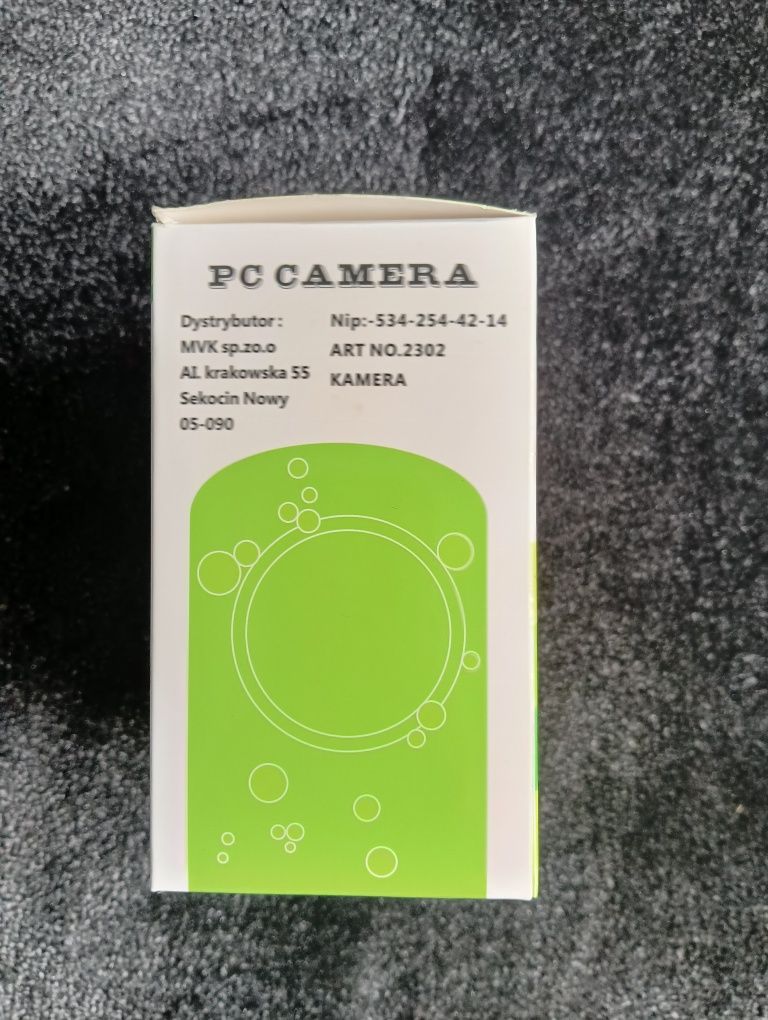 PC CAMERA
Dystrybutor:
MVK sp.zo.o
AL krakowska 55
Sekocin Nowy
05-090
Nip:-534-254-42-14
ART NO.2302
KAMERA